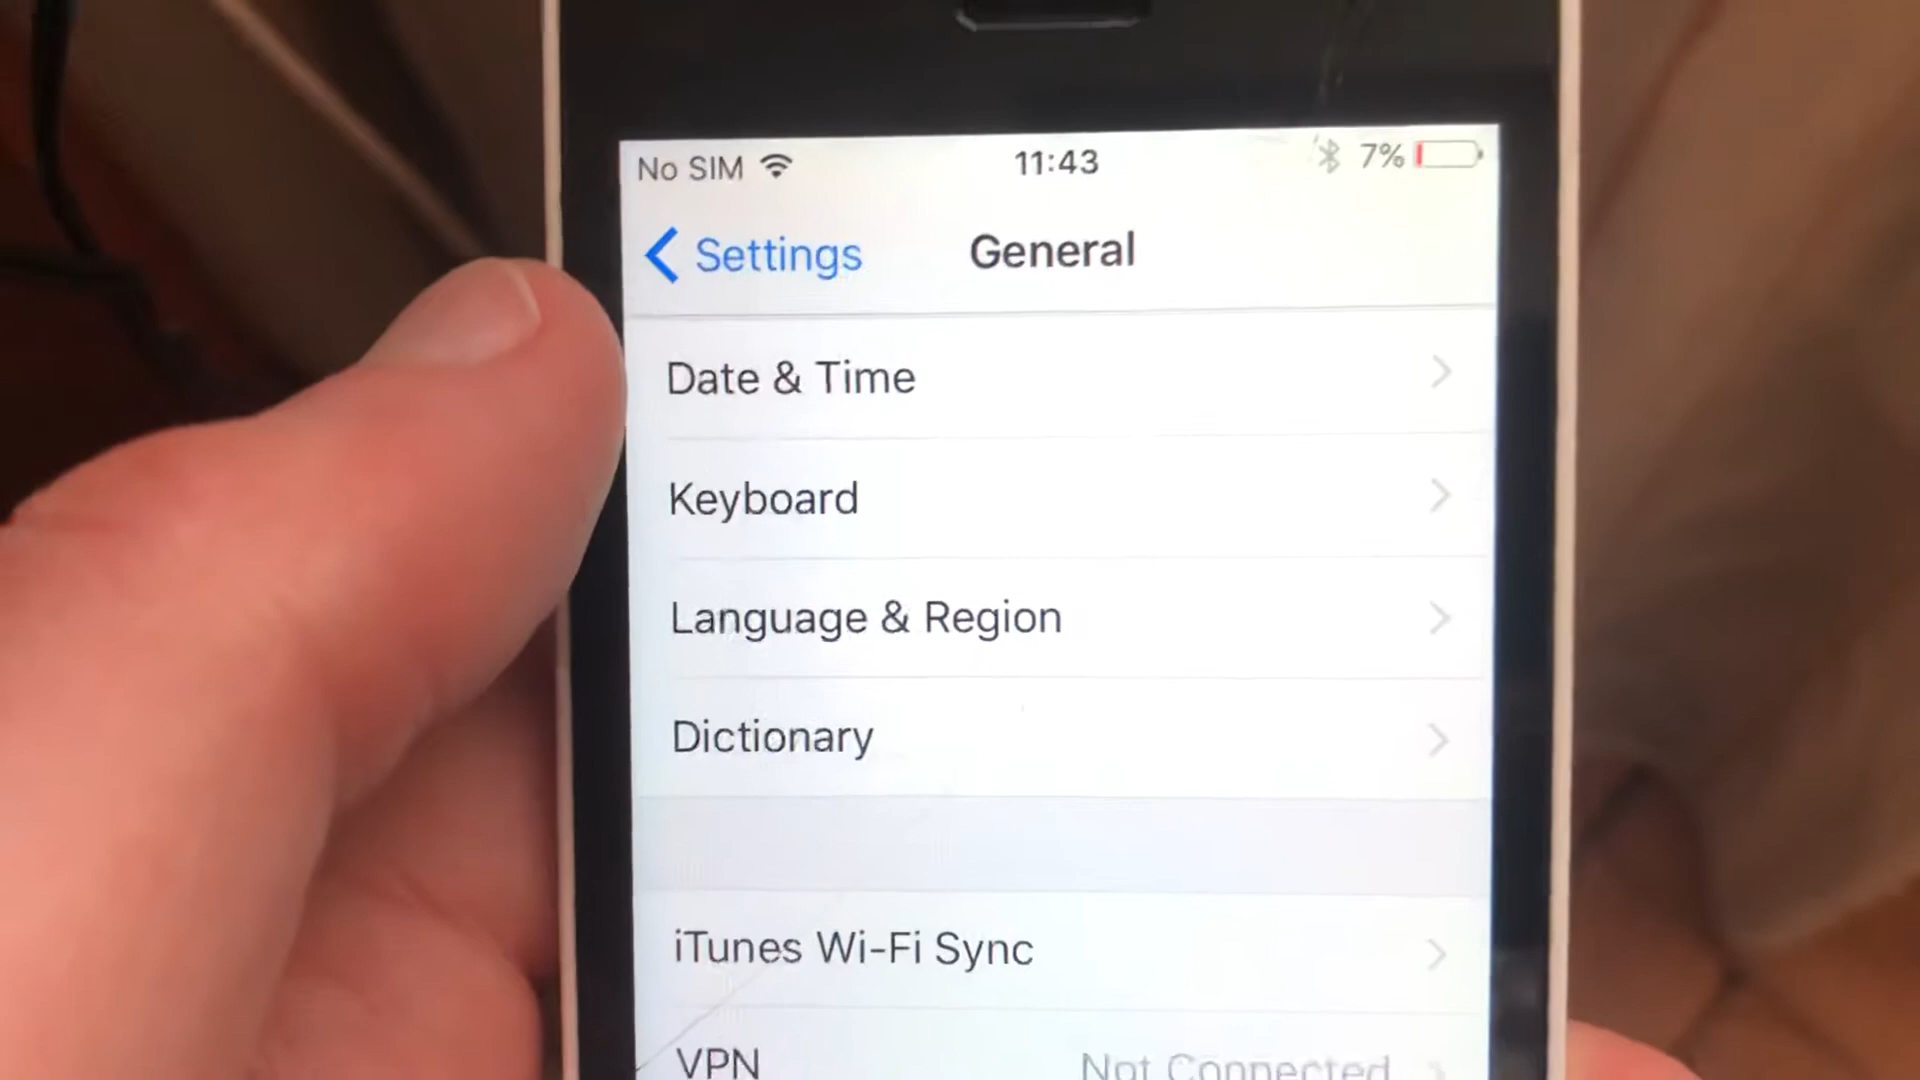 No SIM 11:43 7%
Settings General
Date & Time
Keyboard
Language & Region
Dictionary
iTunes Wi-Fi Sync
VPN Not Connected